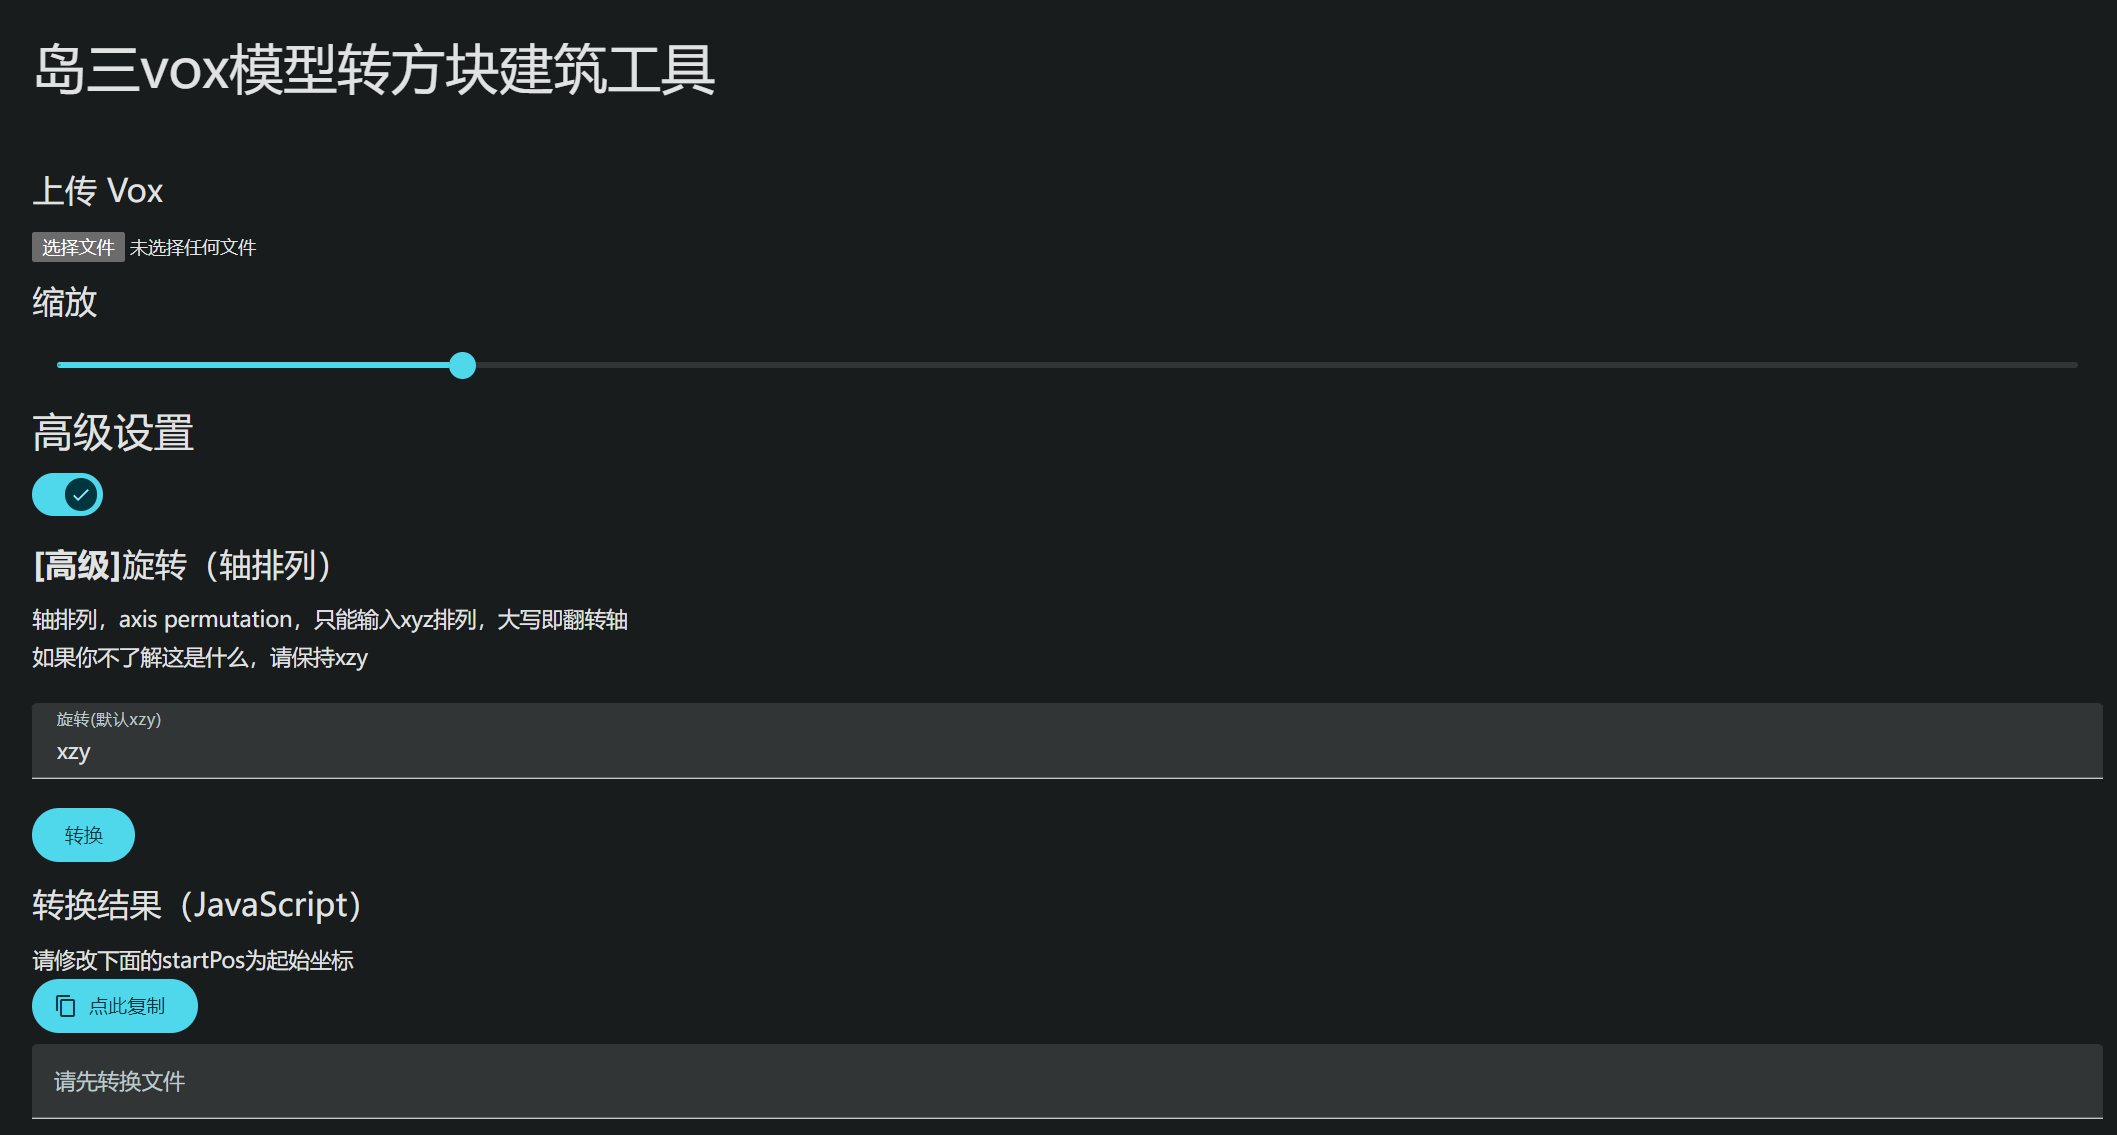 岛三vox模型转方块建筑工具
上传 Vox
选择文件 未选择任何文件
缩放
高级设置
[高级]旋转（轴排列）
轴排列，axis permutation，只能输入xyz排列，大写即翻转轴
如果你不了解这是什么，请保持xzy
旋转(默认xzy)
xzy
转换
转换结果（JavaScript）
请修改下面的startPos为起始坐标
点此复制
请先转换文件